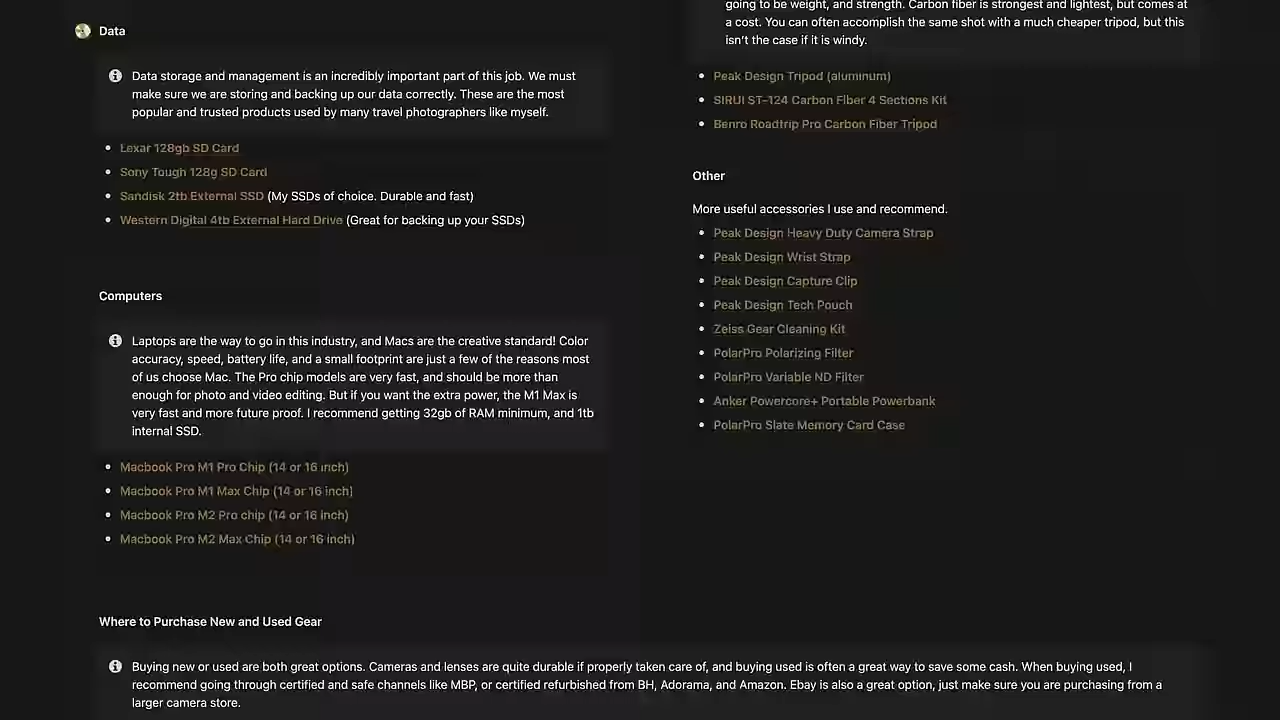 Data
Data storage and management is an incredibly important part of this job. We must
make sure we are storing and backing up our data correctly. These are the most
popular and trusted products used by many travel photographers like myself.
Lexar 128gb SD Card
Sony Tough 128g SD Card
Sandisk 2tb External SSD (My SSDs of choice. Durable and fast)
Western Digital 4tb External Hard Drive (Great for backing up your SSDs)
Computers
Laptops are the way to go in this industry, and Macs are the creative standard! Color
accuracy, speed, battery life, and a small footprint are just a few of the reasons most
of us choose Mac. The Pro chip models are very fast, and should be more than
enough for photo and video editing. But if you want the extra power, the M1 Max is
very fast and more future proof. I recommend getting 32gb of RAM minimum, and 1tb
internal SSD.
Macbook Pro M1 Pro Chip (14 or 16 inch)
Macbook Pro M1 Max Chip (14 or 16 inch)
Macbook Pro M2 Pro chip (14 or 16 inch)
Macbook Pro M2 Max Chip (14 or 16 inch)
going to be weight, and strength. Carbon fiber is strongest and lightest, but comes at
a cost. You can often accomplish the same shot with a much cheaper tripod, but this
isn't the case if it is windy.
Peak Design Tripod (aluminum)
SIRUI ST-124 Carbon Fiber 4 Sections Kit
Benro Roadtrip Pro Carbon Fiber Tripod
Other
More useful accessories I use and recommend.
Peak Design Heavy Duty Camera Strap
Peak Design Wrist Strap
Peak Design Capture Clip
Peak Design Tech Pouch
Zeiss Gear Cleaning Kit
PolarPro Polarizing Filter
PolarPro Variable ND Filter
Anker Powercore+ Portable Powerbank
PolarPro Slate Memory Card Case
Where to Purchase New and Used Gear
Buying new or used are both great options. Cameras and lenses are quite durable if properly taken care of, and buying used is often a great way to save some cash. When buying used, I
recommend going through certified and safe channels like MBP, or certified refurbished from BH, Adorama, and Amazon. Ebay is also a great option, just make sure you are purchasing from a
larger camera store.